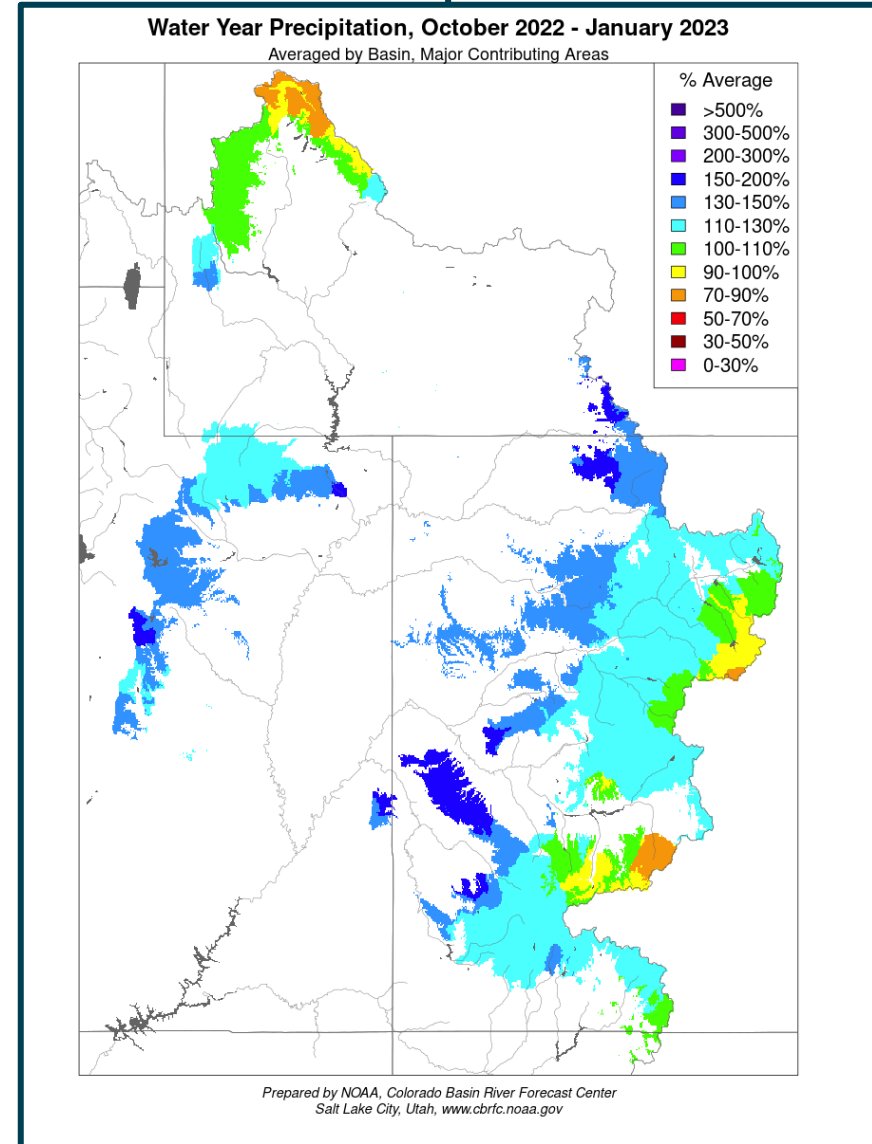 Water Year Precipitation, October 2022 - January 2023
Averaged by Basin, Major Contributing Areas
% Average
>500%
300-500%
200-300%
150-200%
130-150%
110-130%
100-110%
90-100%
70-90%
50-70%
30-50%
0-30%
Prepared by NOAA, Colorado Basin River Forecast Center
Salt Lake City, Utah, www.cbrfc.noaa.gov